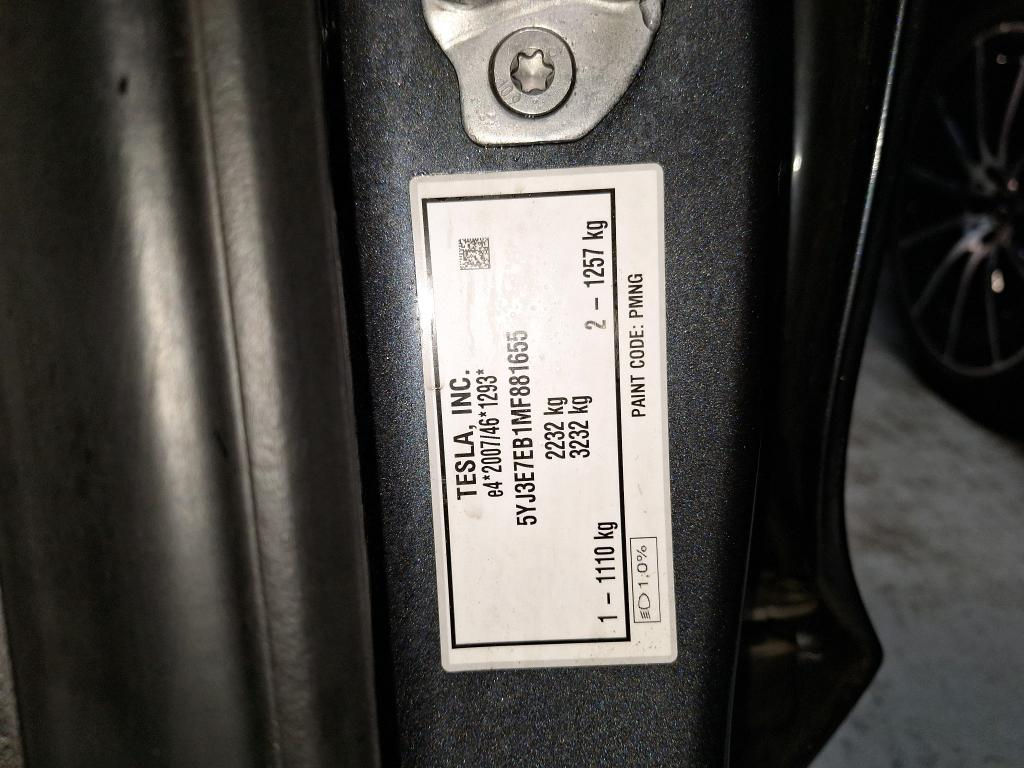 TESLA, INC.
e4*2007/46*1293*
5YJ3E7EB1MF881655
2232 kg
3232 kg
1 – 1110 kg 2 – 1257 kg
1.0% PAINT CODE: PMNG